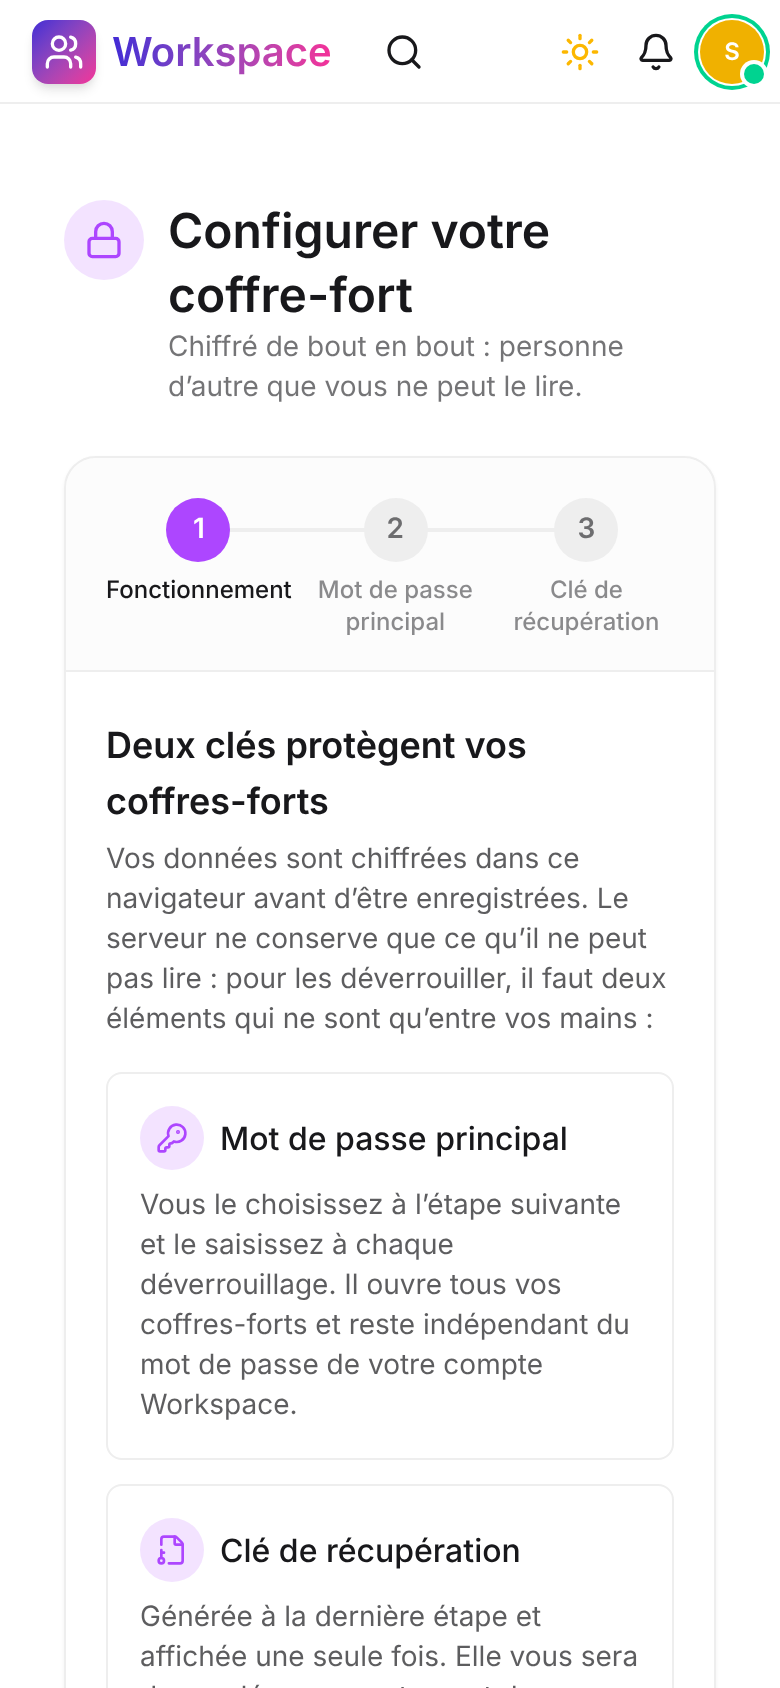 Workspace
S
Configurer votre
coffre-fort
Chiffré de bout en bout : personne
d’autre que vous ne peut le lire.
1
2
3
Fonctionnement
Mot de passe
principal
Clé de
récupération
Deux clés protègent vos
coffres-forts
Vos données sont chiffrées dans ce
navigateur avant d’être enregistrées. Le
serveur ne conserve que ce qu’il ne peut
pas lire : pour les déverrouiller, il faut deux
éléments qui ne sont qu’entre vos mains :
Mot de passe principal
Vous le choisissez à l’étape suivante
et le saisissez à chaque
déverrouillage. Il ouvre tous vos
coffres-forts et reste indépendant du
mot de passe de votre compte
Workspace.
Clé de récupération
Générée à la dernière étape et
affichée une seule fois. Elle vous sera